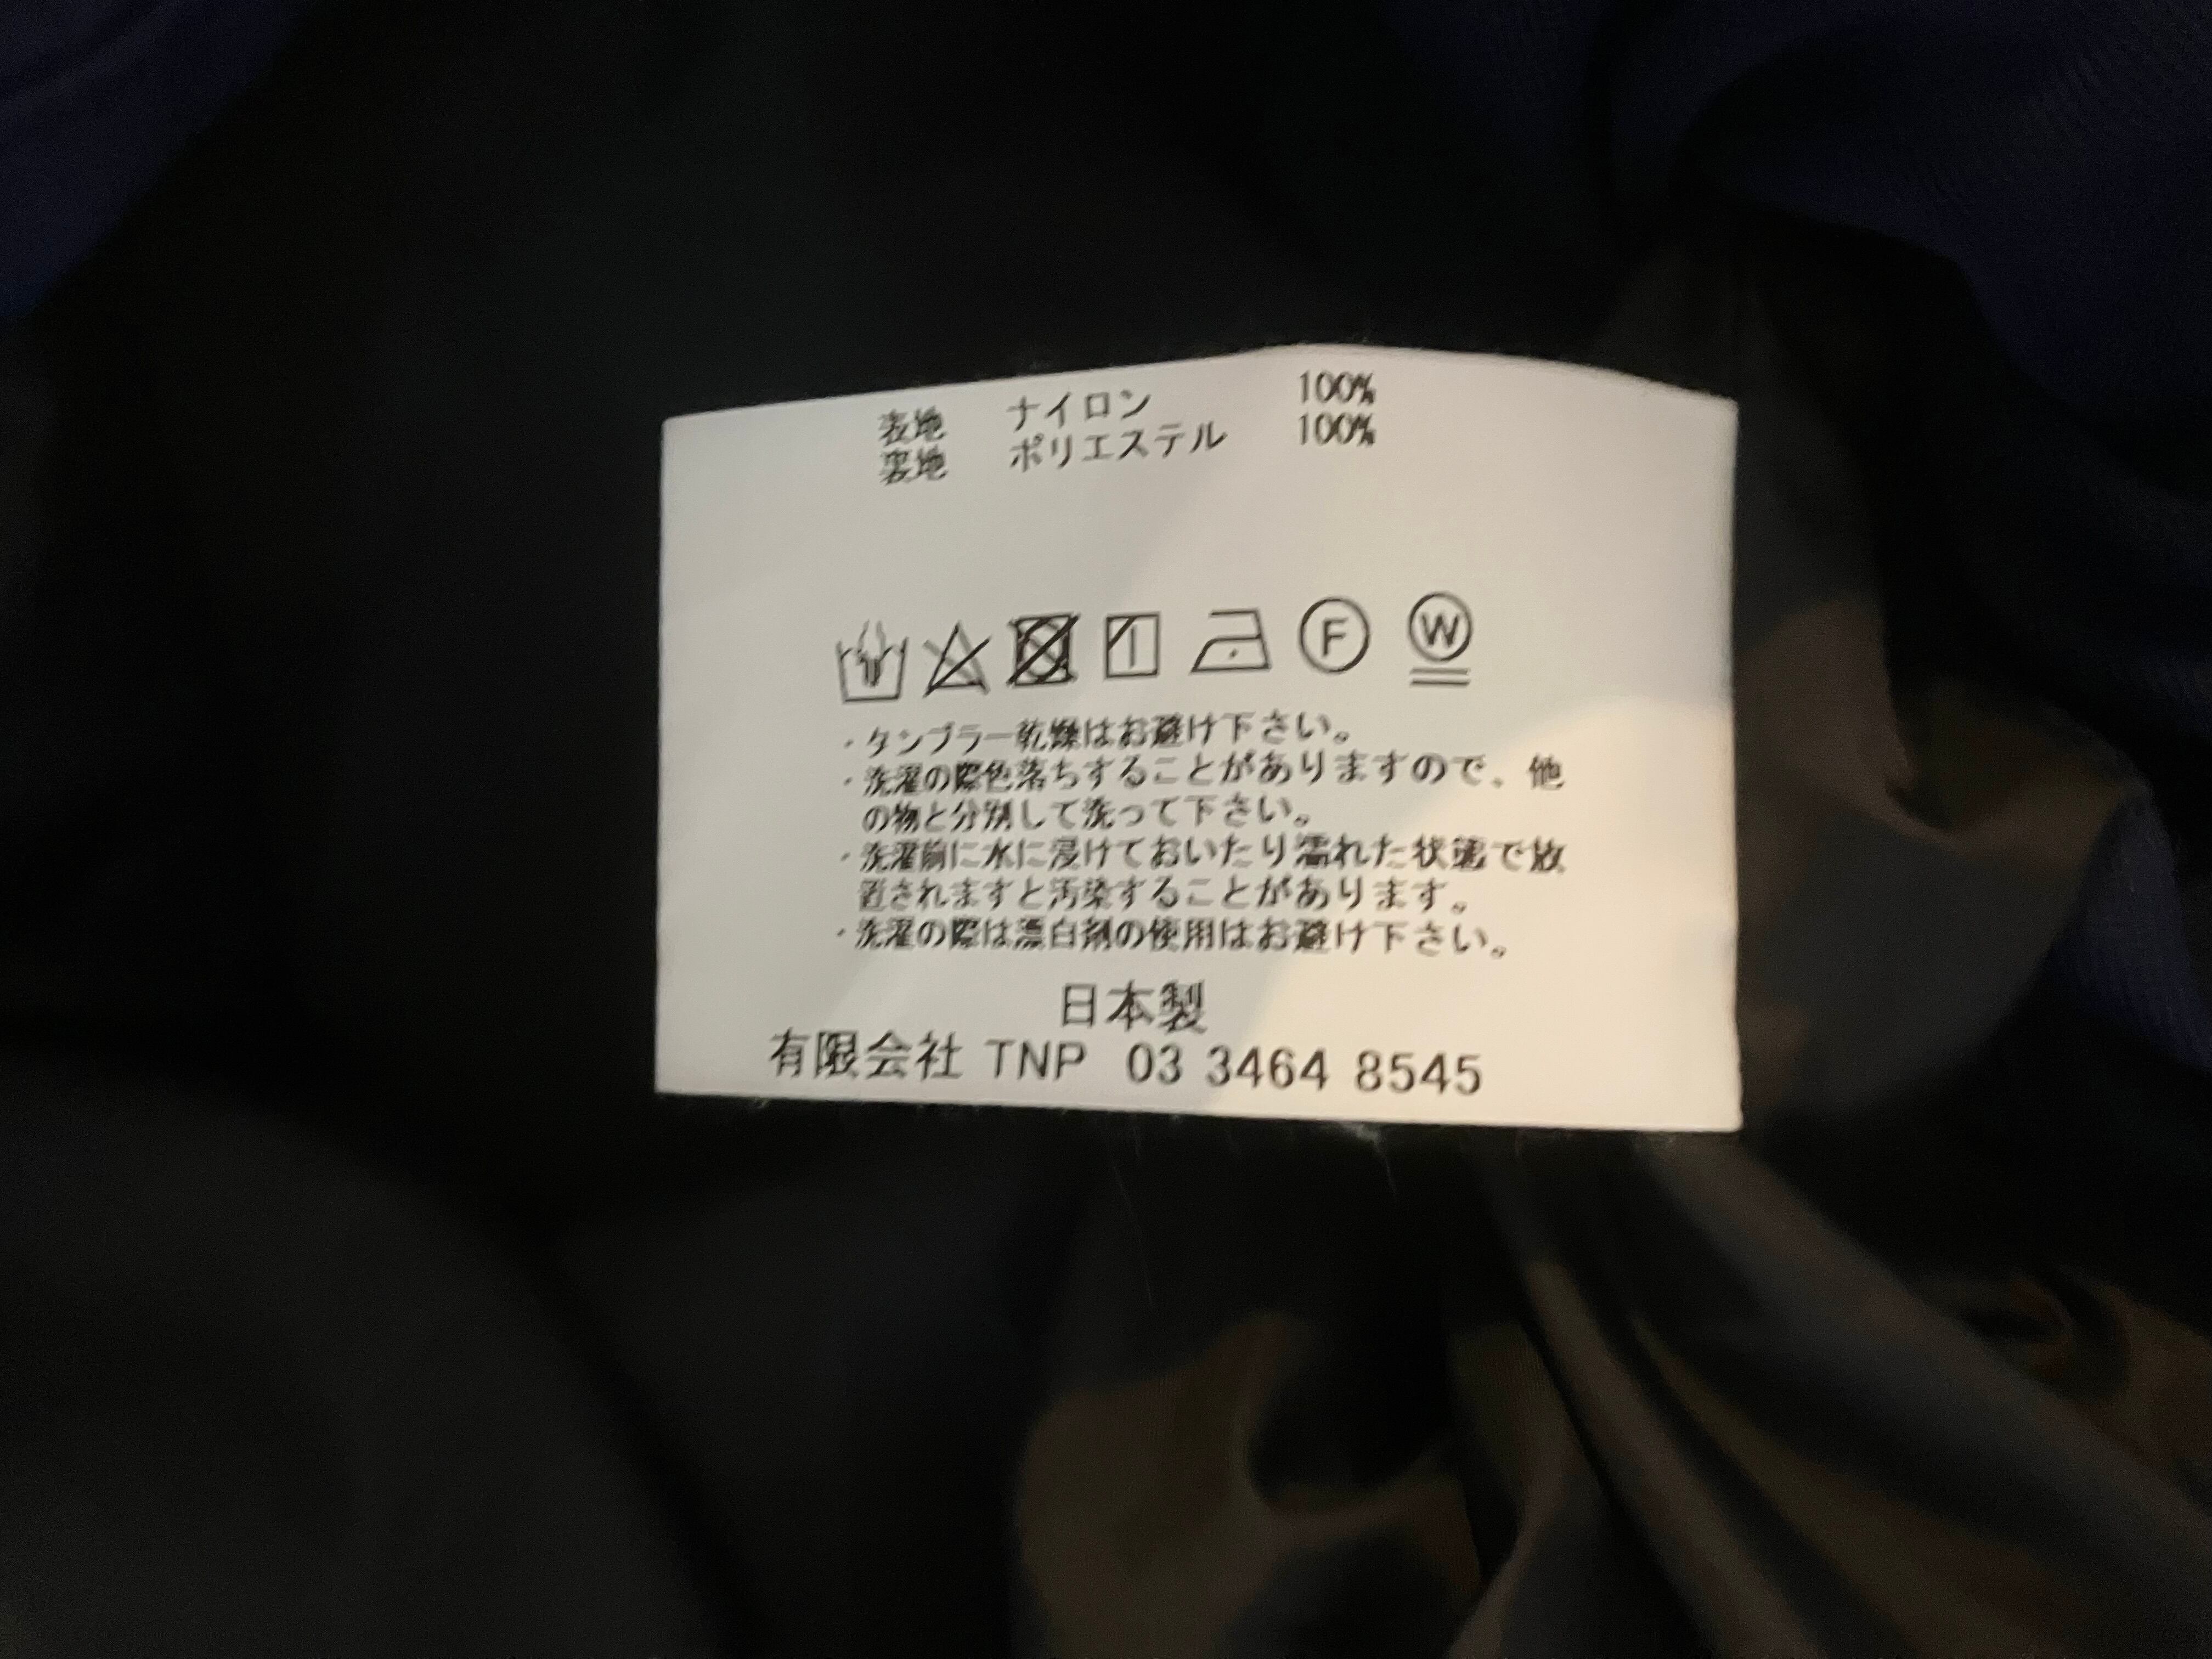 表地 ナイロン 100%
裏地 ポリエステル 100%
F W
・タンブラー乾燥はお避け下さい。
・洗濯の際色落ちすることがありますので、他
の物と分別して洗って下さい。
・洗濯前に水に浸けておいたり濡れた状態で放
置されますと汚染することがあります。
・洗濯の際は漂白剤の使用はお避け下さい。
日本製
有限会社 TNP 03 3464 8545